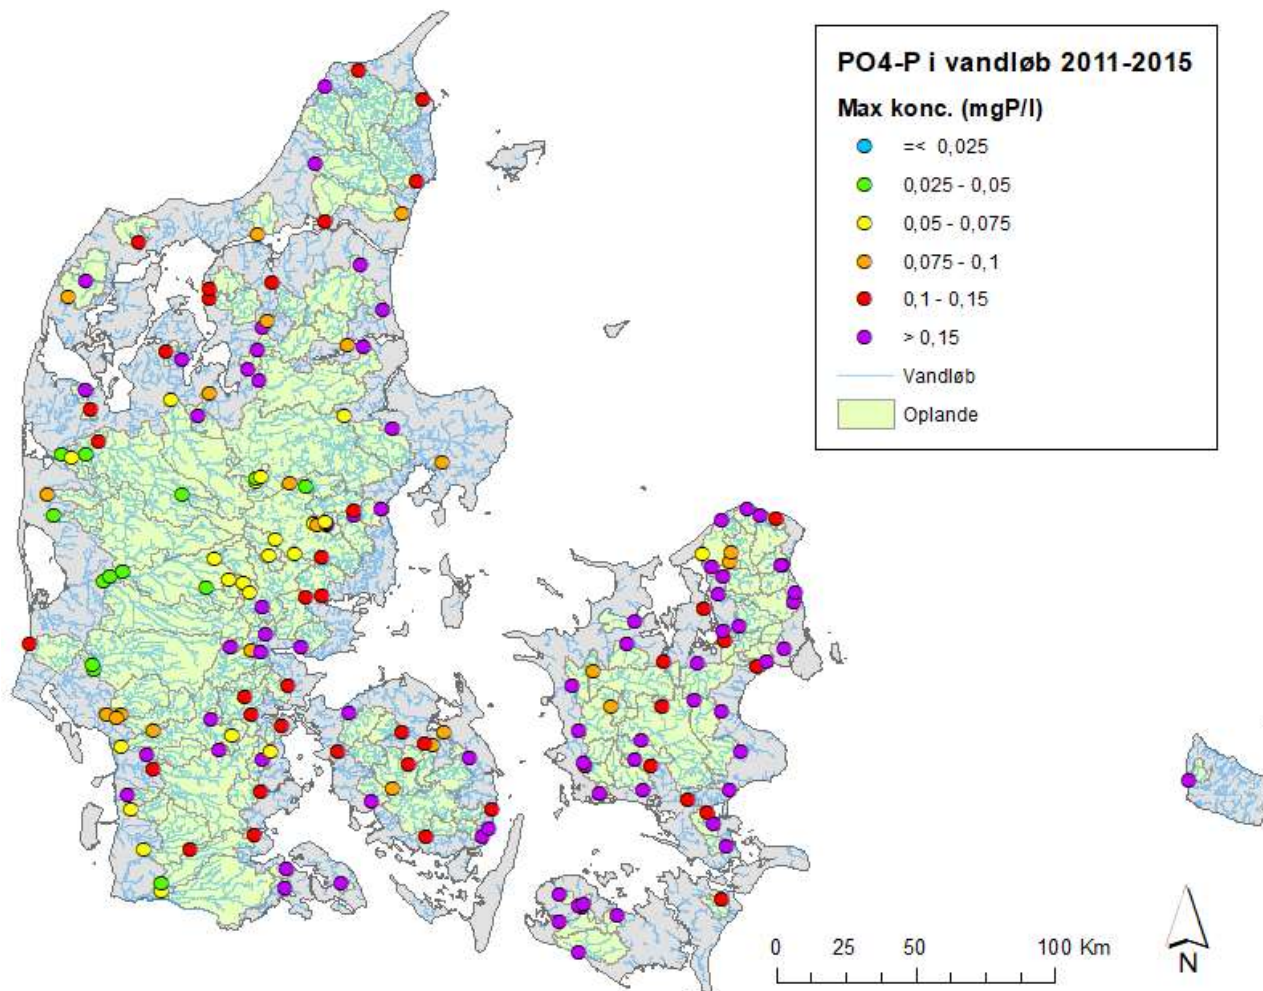 PO4-P i vandløb 2011-2015
Max konc. (mgP/l)
=< 0,025
0,025 - 0,05
0,05 - 0,075
0,075 - 0,1
0,1 - 0,15
> 0,15
Vandløb
Oplande
0 25 50 100 Km
N